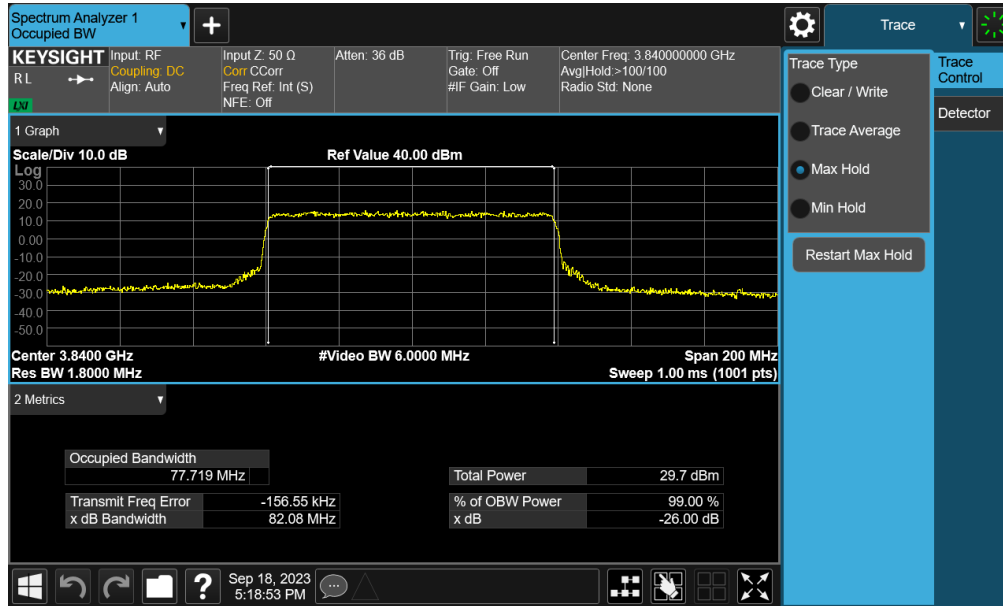 Spectrum Analyzer 1
Occupied BW
+
Trace
KEYSIGHT
R L
LXI
Input: RF
Coupling: DC
Align: Auto
Input Z: 50 Ω
Corr CCorr
Freq Ref: Int (S)
NFE: Off
Atten: 36 dB
Trig: Free Run
Gate: Off
#IF Gain: Low
Center Freq: 3.840000000 GHz
Avg|Hold:>100/100
Radio Std: None
Trace Type
Clear / Write
Trace Average
Max Hold
Min Hold
Restart Max Hold
Trace
Control
Detector
1 Graph
Scale/Div 10.0 dB
Ref Value 40.00 dBm
Log
30.0
20.0
10.0
0.00
-10.0
-20.0
-30.0
-40.0
-50.0
Center 3.8400 GHz
#Video BW 6.0000 MHz
Span 200 MHz
Res BW 1.8000 MHz
Sweep 1.00 ms (1001 pts)
2 Metrics
Occupied Bandwidth
77.719 MHz
Total Power 29.7 dBm
Transmit Freq Error -156.55 kHz
% of OBW Power 99.00 %
x dB Bandwidth 82.08 MHz
x dB -26.00 dB
?
Sep 18, 2023
5:18:53 PM